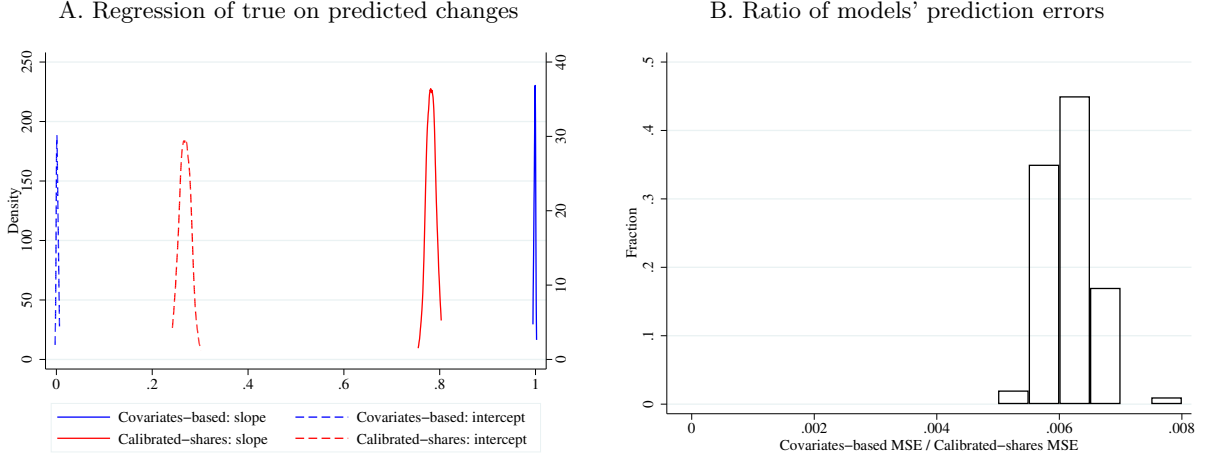 A. Regression of true on predicted changes
250
200
150
100
50
0
Density
40
30
20
10
0
0 .2 .4 .6 .8 1
Covariates−based: slope Covariates−based: intercept
Calibrated−shares: slope Calibrated−shares: intercept
B. Ratio of models’ prediction errors
.5
.4
.3
.2
.1
0
Fraction
0 .002 .004 .006 .008
Covariates−based MSE / Calibrated−shares MSE